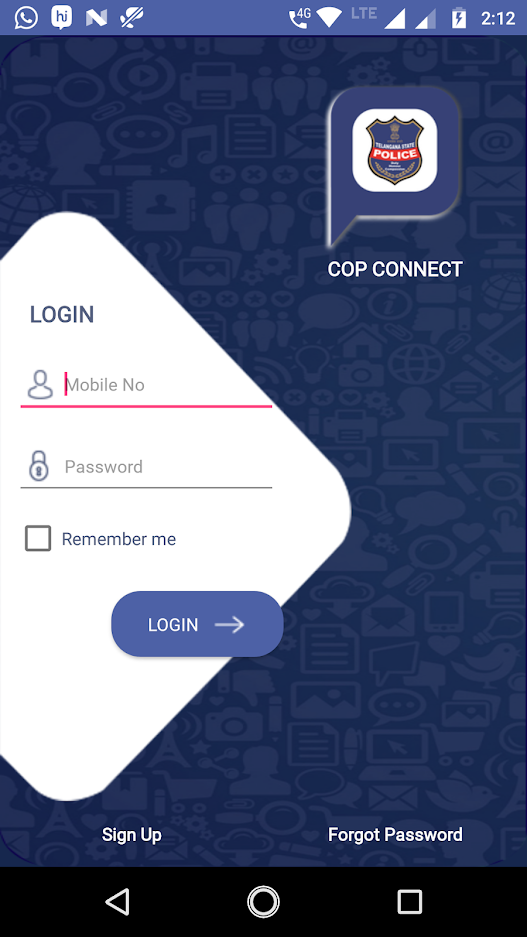 hi
4G
LTE
2:12
TELANGANA STATE
POLICE
COP CONNECT
LOGIN
Mobile No
Password
Remember me
LOGIN
Sign Up
Forgot Password